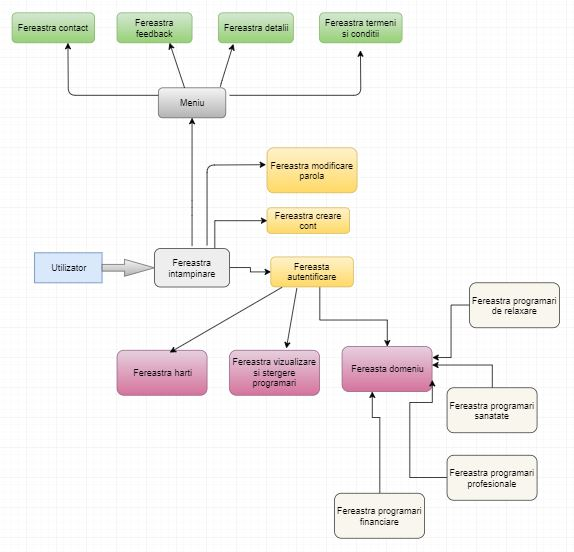 Fereastra contact
Fereastra
feedback
Fereastra detalii
Fereastra termeni
si conditii
Meniu
Fereastra modificare
parola
Fereastra creare
cont
Utilizator
Fereastra
intampinare
Fereasta
autentificare
Fereastra programari
de relaxare
Fereastra harti
Fereastra vizualizare
si stergere
programari
Fereasta domeniu
Fereastra programari
sanatate
Fereastra programari
profesionale
Fereastra programari
financiare